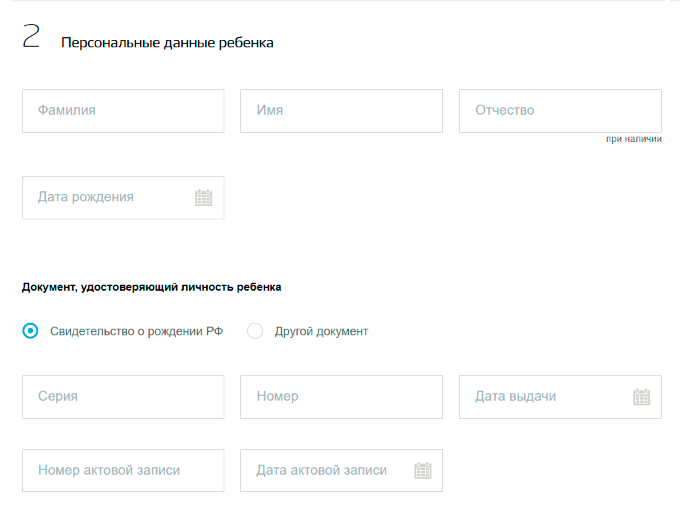 2 Персональные данные ребенка
Фамилия Имя Отчество
при наличии
Дата рождения
Документ, удостоверяющий личность ребенка
Свидетельство о рождении РФ Другой документ
Серия Номер Дата выдачи
Номер актовой записи Дата актовой записи